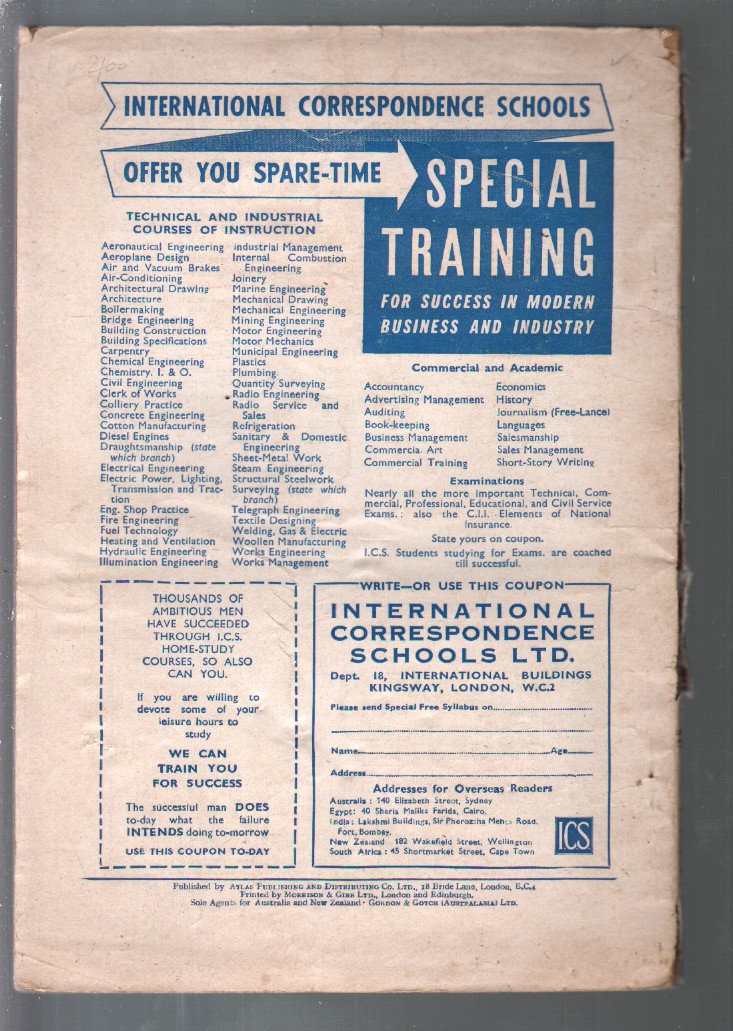 INTERNATIONAL CORRESPONDENCE SCHOOLS
OFFER YOU SPARE-TIME
SPECIAL
TRAINING
FOR SUCCESS IN MODERN
BUSINESS AND INDUSTRY
TECHNICAL AND INDUSTRIAL
COURSES OF INSTRUCTION
Aeronautical Engineering
Aeroplane Design
Air and Vacuum Brakes
Air-Conditioning
Architectural Drawing
Architecture
Boilermaking
Bridge Engineering
Building Construction
Building Specifications
Carpentry
Chemical Engineering
Chemistry. I. & O.
Civil Engineering
Clerk of Works
Colliery Practice
Concrete Engineering
Cotton Manufacturing
Diesel Engines
Draughtsmanship (state
which branch)
Electrical Engineering
Electric Power, Lighting,
Transmission and Trac-
tion
Eng. Shop Practice
Fire Engineering
Fuel Technology
Heating and Ventilation
Hydraulic Engineering
Illumination Engineering
Industrial Management
Internal Combustion
Engineering
Joinery
Marine Engineering
Mechanical Drawing
Mechanical Engineering
Mining Engineering
Motor Engineering
Motor Mechanics
Municipal Engineering
Plastics
Plumbing
Quantity Surveying
Radio Engineering
Radio Service and
Sales
Refrigeration
Sanitary & Domestic
Engineering
Sheet-Metal Work
Steam Engineering
Structural Steelwork
Surveying (state which
branch)
Telegraph Engineering
Textile Designing
Welding, Gas & Electric
Woollen Manufacturing
Works Engineering
Works Management
Commercial and Academic
Accountancy
Advertising Management
Auditing
Book-keeping
Business Management
Commercial Art
Commercial Training
Economics
History
Journalism (Free-Lance)
Languages
Salesmanship
Sales Management
Short-Story Writing
Examinations
Nearly all the more important Technical, Com-
mercial, Professional, Educational, and Civil Service
Exams.: also the C.I.I. Elements of National
Insurance.
State yours on coupon.
I.C.S. Students studying for Exams. are coached
till successful.
THOUSANDS OF
AMBITIOUS MEN
HAVE SUCCEEDED
THROUGH I.C.S.
HOME-STUDY
COURSES, SO ALSO
CAN YOU.
If you are willing to
devote some of your
leisure hours to
study
WE CAN
TRAIN YOU
FOR SUCCESS
The successful man DOES
to-day what the failure
INTENDS doing to-morrow
USE THIS COUPON TO-DAY
WRITE—OR USE THIS COUPON
INTERNATIONAL
CORRESPONDENCE
SCHOOLS LTD.
Dept. 18, INTERNATIONAL BUILDINGS
KINGSWAY, LONDON, W.C.2
Please send Special Free Syllabus on
Name Age
Address
Addresses for Overseas Readers
Australia: 140 Elizabeth Street, Sydney
Egypt: 40 Sharia Malika Farida, Cairo.
India: Lakshmi Buildings, Sir Pherozsha Mehta Road,
Fort, Bombay.
New Zealand 182 Wakefield Street, Wellington
South Africa: 45 Shortmarket Street, Cape Town
I.C.S.
Published by ATLAS PUBLISHING AND DISTRIBUTING CO. LTD., 18 Bride Lane, London, E.C.4
Printed by MORRISON & GIBB LTD., London and Edinburgh.
Sole Agents for Australia and New Zealand · GORDON & GOTCH (AUSTRALASIA) LTD.